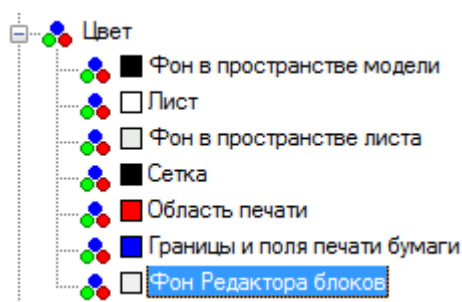 Цвет
Фон в пространстве модели
Лист
Фон в пространстве листа
Сетка
Область печати
Границы и поля печати бумаги
Фон Редактора блоков